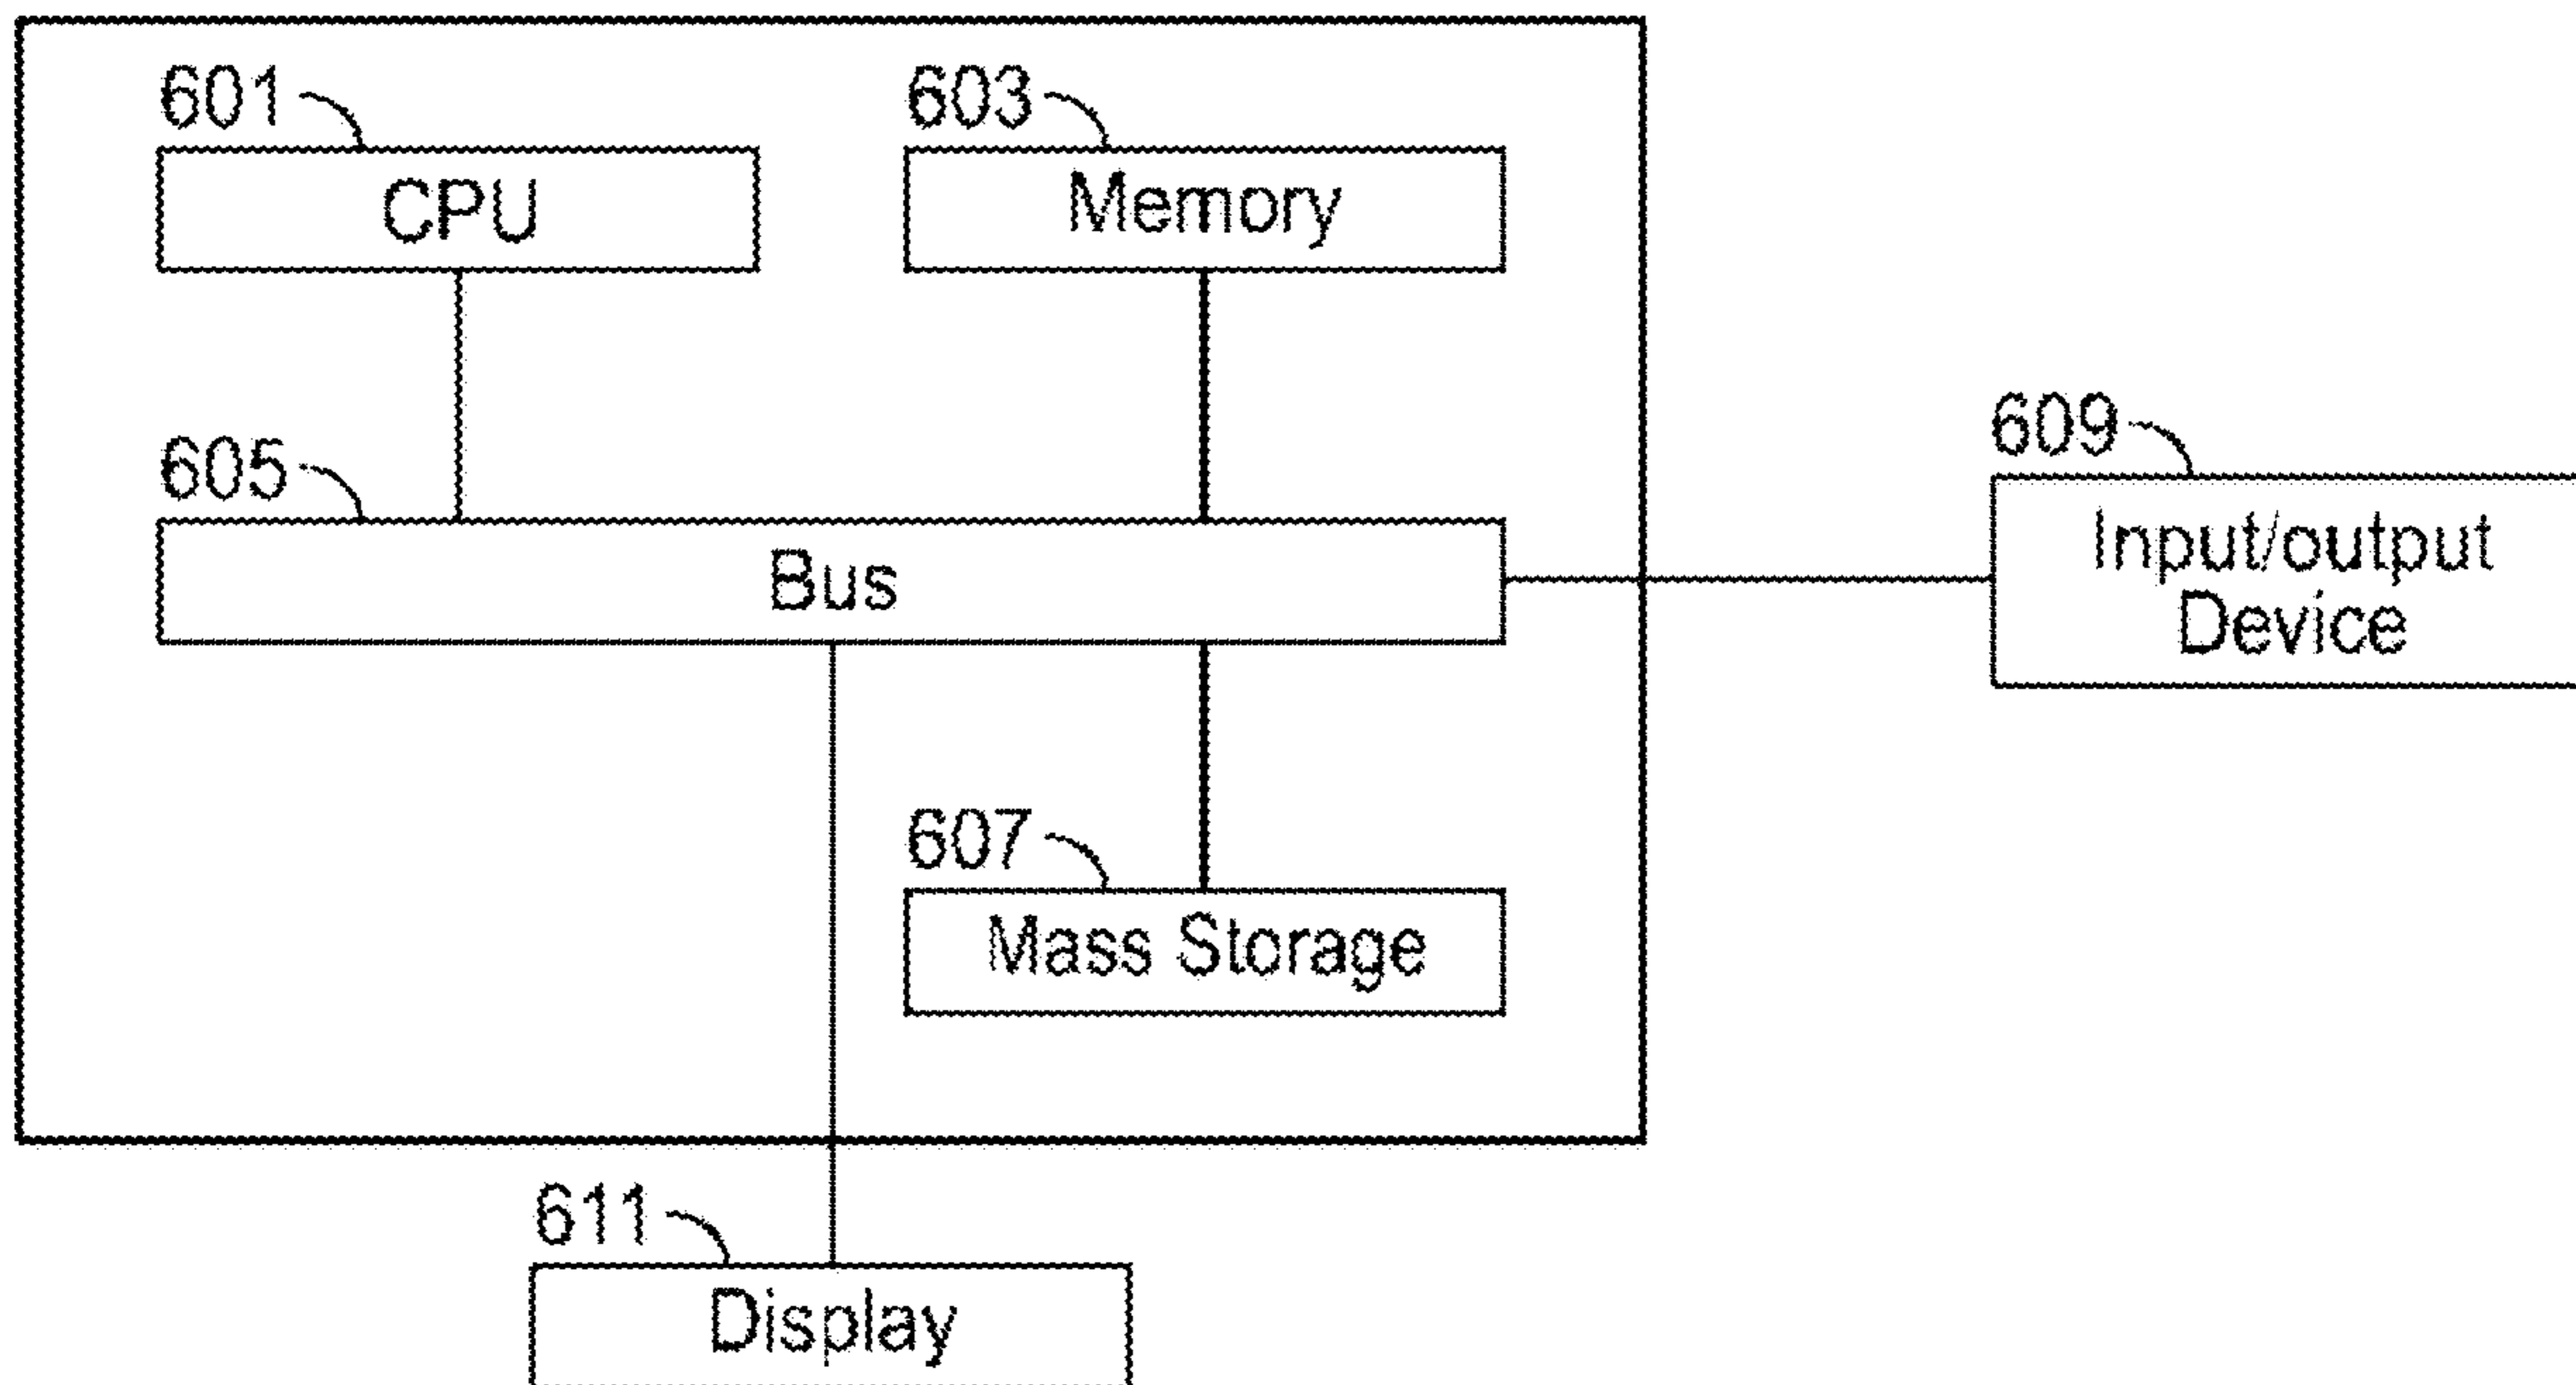 601
CPU
603
Memory
605
Bus
609
Input/output
Device
607
Mass Storage
611
Display